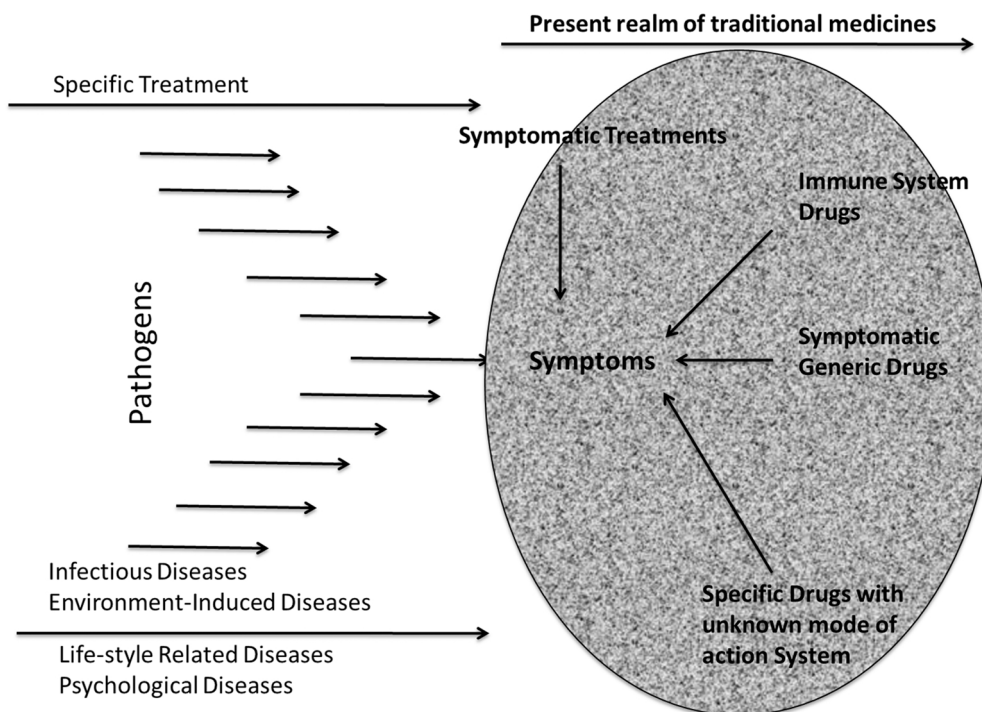 Present realm of traditional medicines
Specific Treatment
Symptomatic Treatments
Immune System
Drugs
Pathogens
Symptoms
Symptomatic
Generic Drugs
Infectious Diseases
Environment-Induced Diseases
Specific Drugs with
unknown mode of
action System
Life-style Related Diseases
Psychological Diseases